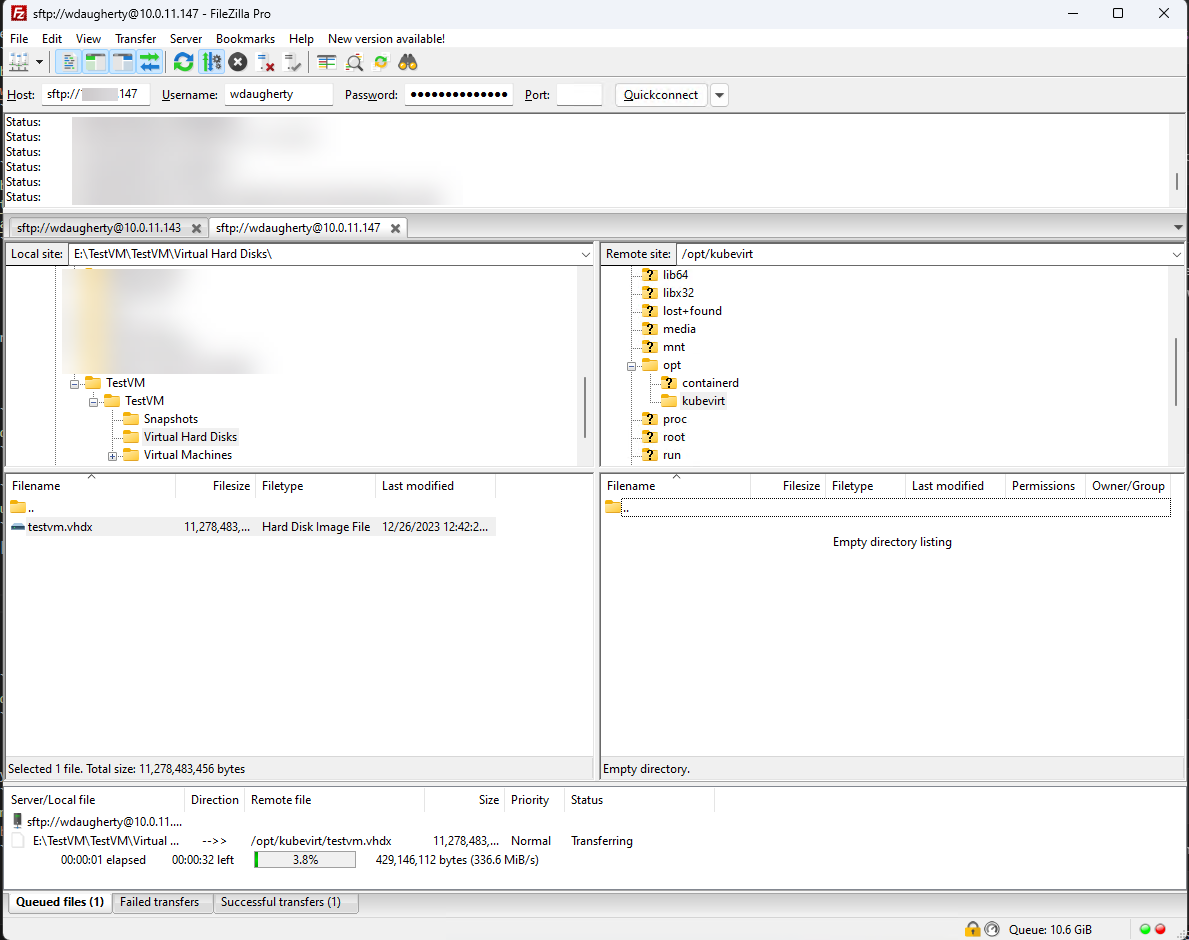 sftp://wdaugherty@10.0.11.147 - FileZilla Pro
File Edit View Transfer Server Bookmarks Help New version available!
Host: sftp://1 .147 Username: wdaugherty Password: ●●●●●●●●●●●●●● Port: Quickconnect
Status:
Status:
Status:
Status:
Status:
Status:
sftp://wdaugherty@10.0.11.143 sftp://wdaugherty@10.0.11.147
Local site: E:\TestVM\TestVM\Virtual Hard Disks\
TestVM
TestVM
Snapshots
Virtual Hard Disks
Virtual Machines
Remote site: /opt/kubevirt
lib64
libx32
lost+found
media
mnt
opt
containerd
kubevirt
proc
root
run
Filename Filesize Filetype Last modified
..
testvm.vhdx 11,278,483,... Hard Disk Image File 12/26/2023 12:42:2...
Selected 1 file. Total size: 11,278,483,456 bytes
Filename Filesize Filetype Last modified Permissions Owner/Group
..
Empty directory listing
Empty directory.
Server/Local file Direction Remote file Size Priority Status
sftp://wdaugherty@10.0.11....
E:\TestVM\TestVM\Virtual ... -->> /opt/kubevirt/testvm.vhdx 11,278,483,... Normal Transferring
00:00:01 elapsed 00:00:32 left 3.8% 429,146,112 bytes (336.6 MiB/s)
Queued files (1) Failed transfers Successful transfers (1)
Queue: 10.6 GiB